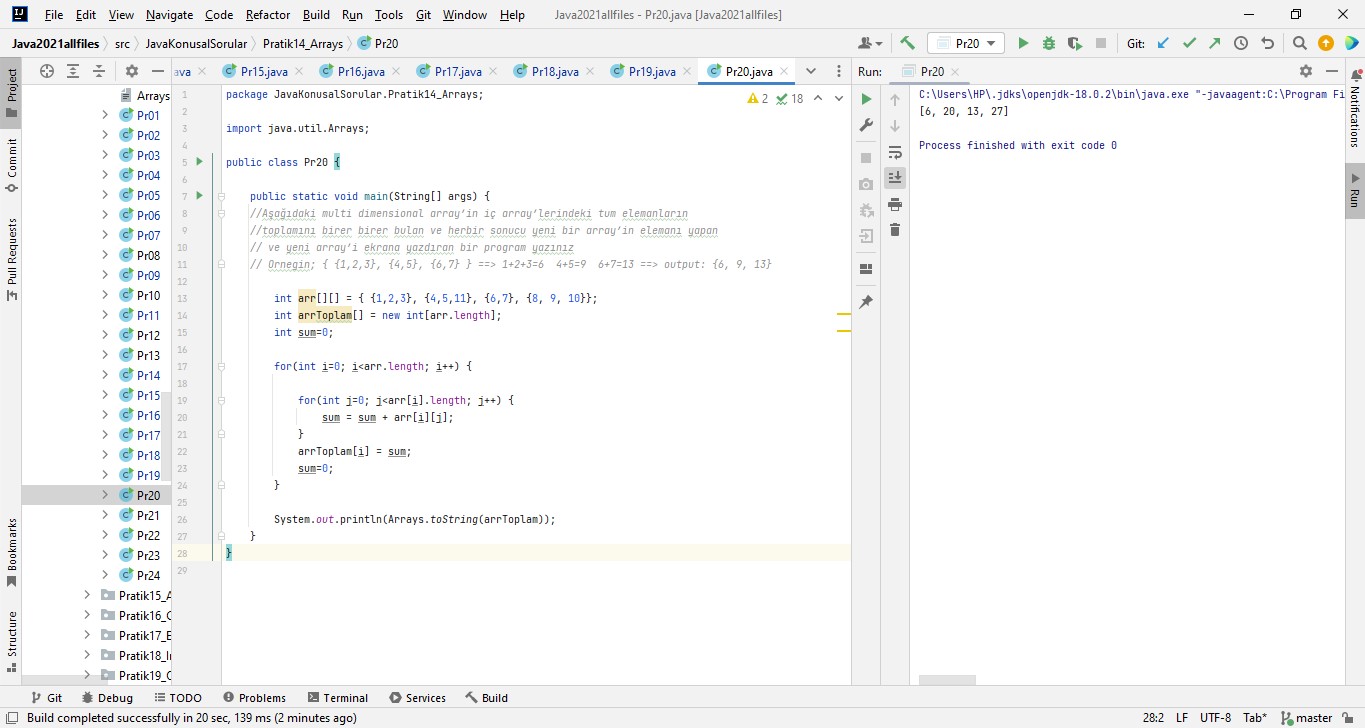 File Edit View Navigate Code Refactor Build Run Tools Git Window Help Java2021allfiles - Pr20.java [Java2021allfiles]
Java2021allfiles src JavaKonusalSorular Pratik14_Arrays Pr20 Pr20 Git:
Project
Commit
Pull Requests
Bookmarks
Structure
ava Pr15.java Pr16.java Pr17.java Pr18.java Pr19.java Pr20.java
Arrays
Pr01
Pr02
Pr03
Pr04
Pr05
Pr06
Pr07
Pr08
Pr09
Pr10
Pr11
Pr12
Pr13
Pr14
Pr15
Pr16
Pr17
Pr18
Pr19
Pr20
Pr21
Pr22
Pr23
Pr24
Pratik15_A
Pratik16_C
Pratik17_E
Pratik18_I
Pratik19_C
2 18
1 package JavaKonusalSorular.Pratik14_Arrays;
2
3 import java.util.Arrays;
4
5 public class Pr20 {
6
7 public static void main(String[] args) {
8 //Aşağıdaki multi dimensional array’in iç array’lerindeki tum elemanların
9 //toplamını birer birer bulan ve herbir sonucu yeni bir array’in elemanı yapan
10 // ve yeni array’i ekrana yazdıran bir program yazınız
11 // Ornegin; { {1,2,3}, {4,5}, {6,7} } ==> 1+2+3=6 4+5=9 6+7=13 ==> output: {6, 9, 13}
12
13 int arr[][] = { {1,2,3}, {4,5,11}, {6,7}, {8, 9, 10}};
14 int arrToplam[] = new int[arr.length];
15 int sum=0;
16
17 for(int i=0; i<arr.length; i++) {
18
19 for(int j=0; j<arr[i].length; j++) {
20 sum = sum + arr[i][j];
21 }
22 arrToplam[i] = sum;
23 sum=0;
24 }
25
26 System.out.println(Arrays.toString(arrToplam));
27 }
28 }
29
Run: Pr20
C:\Users\HP\.jdks\openjdk-18.0.2\bin\java.exe "-javaagent:C:\Program Fi
[6, 20, 13, 27]
Process finished with exit code 0
Notifications
Run
Git Debug TODO Problems Terminal Services Build
Build completed successfully in 20 sec, 139 ms (2 minutes ago) 28:2 LF UTF-8 Tab* master